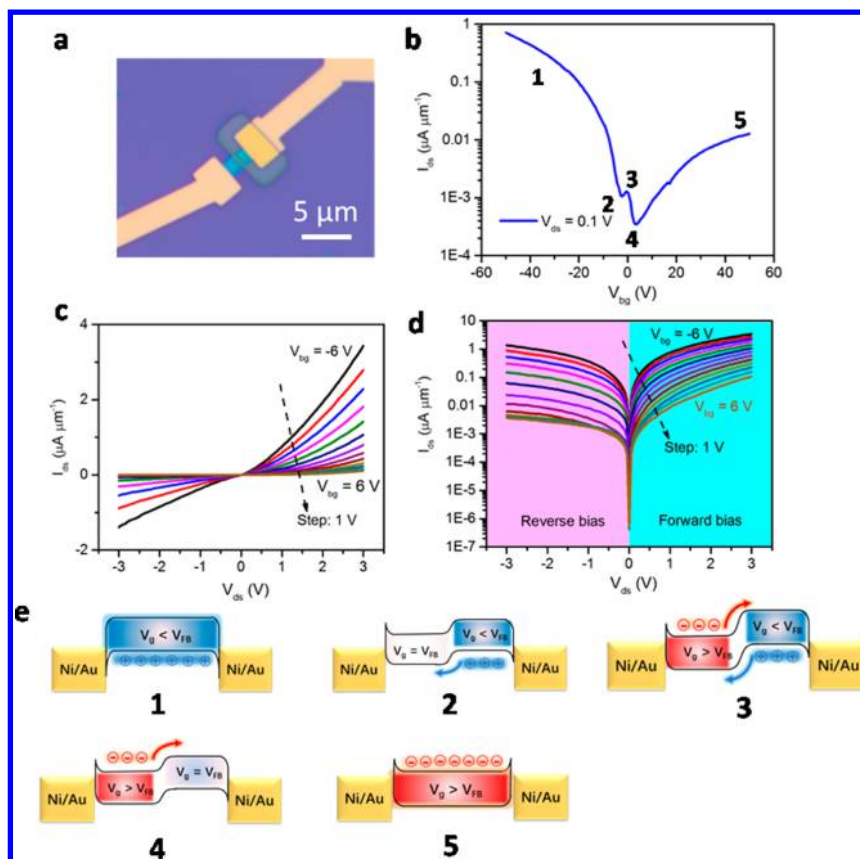 a
5 μm
b
I_ds (μA μm⁻¹)
1
0.1
0.01
1E-3
1E-4
1
2
3
4
5
V_ds = 0.1 V
-60 -40 -20 0 20 40 60
V_bg (V)
c
I_ds (μA μm⁻¹)
4
2
0
-2
V_bg = -6 V
V_bg = 6 V
Step: 1 V
-3 -2 -1 0 1 2 3
V_ds (V)
d
I_ds (μA μm⁻¹)
10
1
0.1
0.01
1E-3
1E-4
1E-5
1E-6
1E-7
V_bg = -6 V
V_bg = 6 V
Step: 1 V
Reverse bias
Forward bias
-3 -2 -1 0 1 2 3
V_ds (V)
e
V_g < V_FB
Ni/Au Ni/Au
1
V_g = V_FB V_g < V_FB
Ni/Au Ni/Au
2
V_g > V_FB V_g < V_FB
Ni/Au Ni/Au
3
V_g > V_FB V_g = V_FB
Ni/Au Ni/Au
4
V_g > V_FB
Ni/Au Ni/Au
5